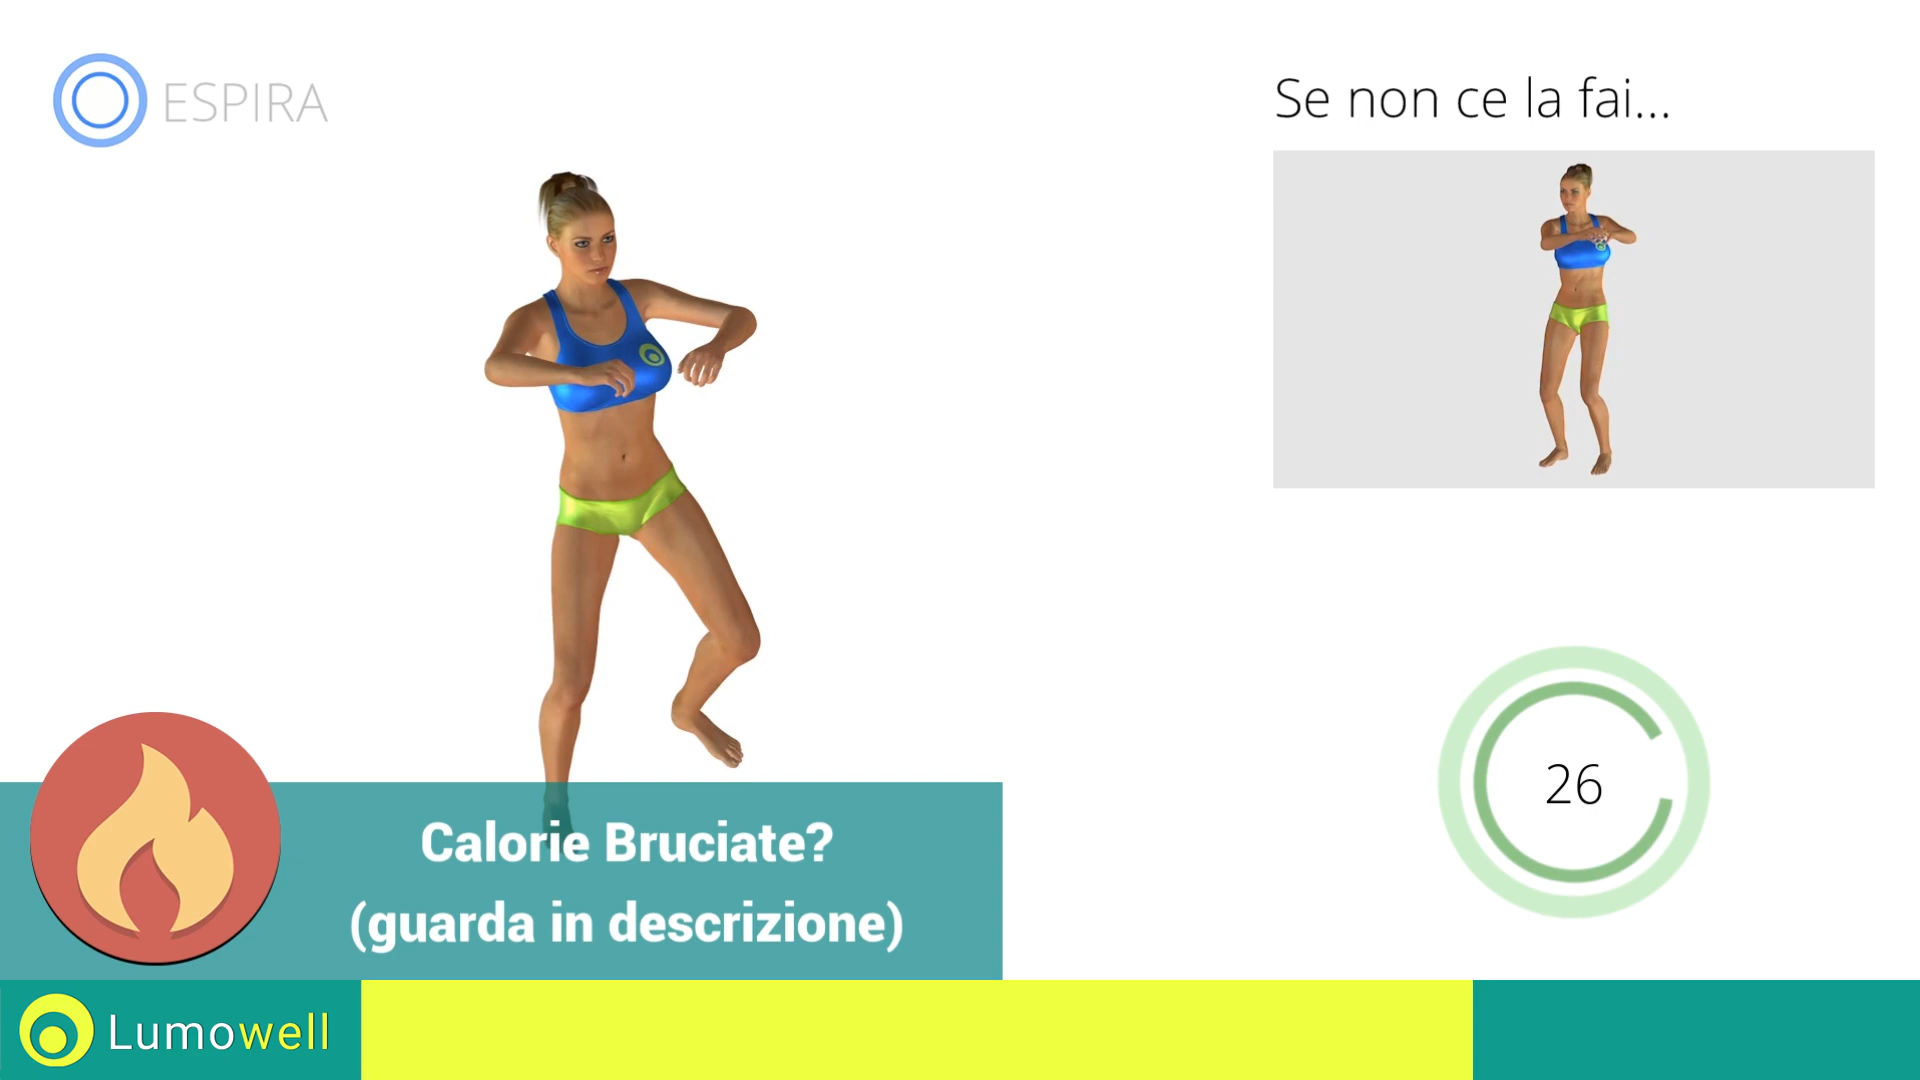 ESPIRA
Se non ce la fai...
26
Calorie Bruciate?
(guarda in descrizione)
Lumowell